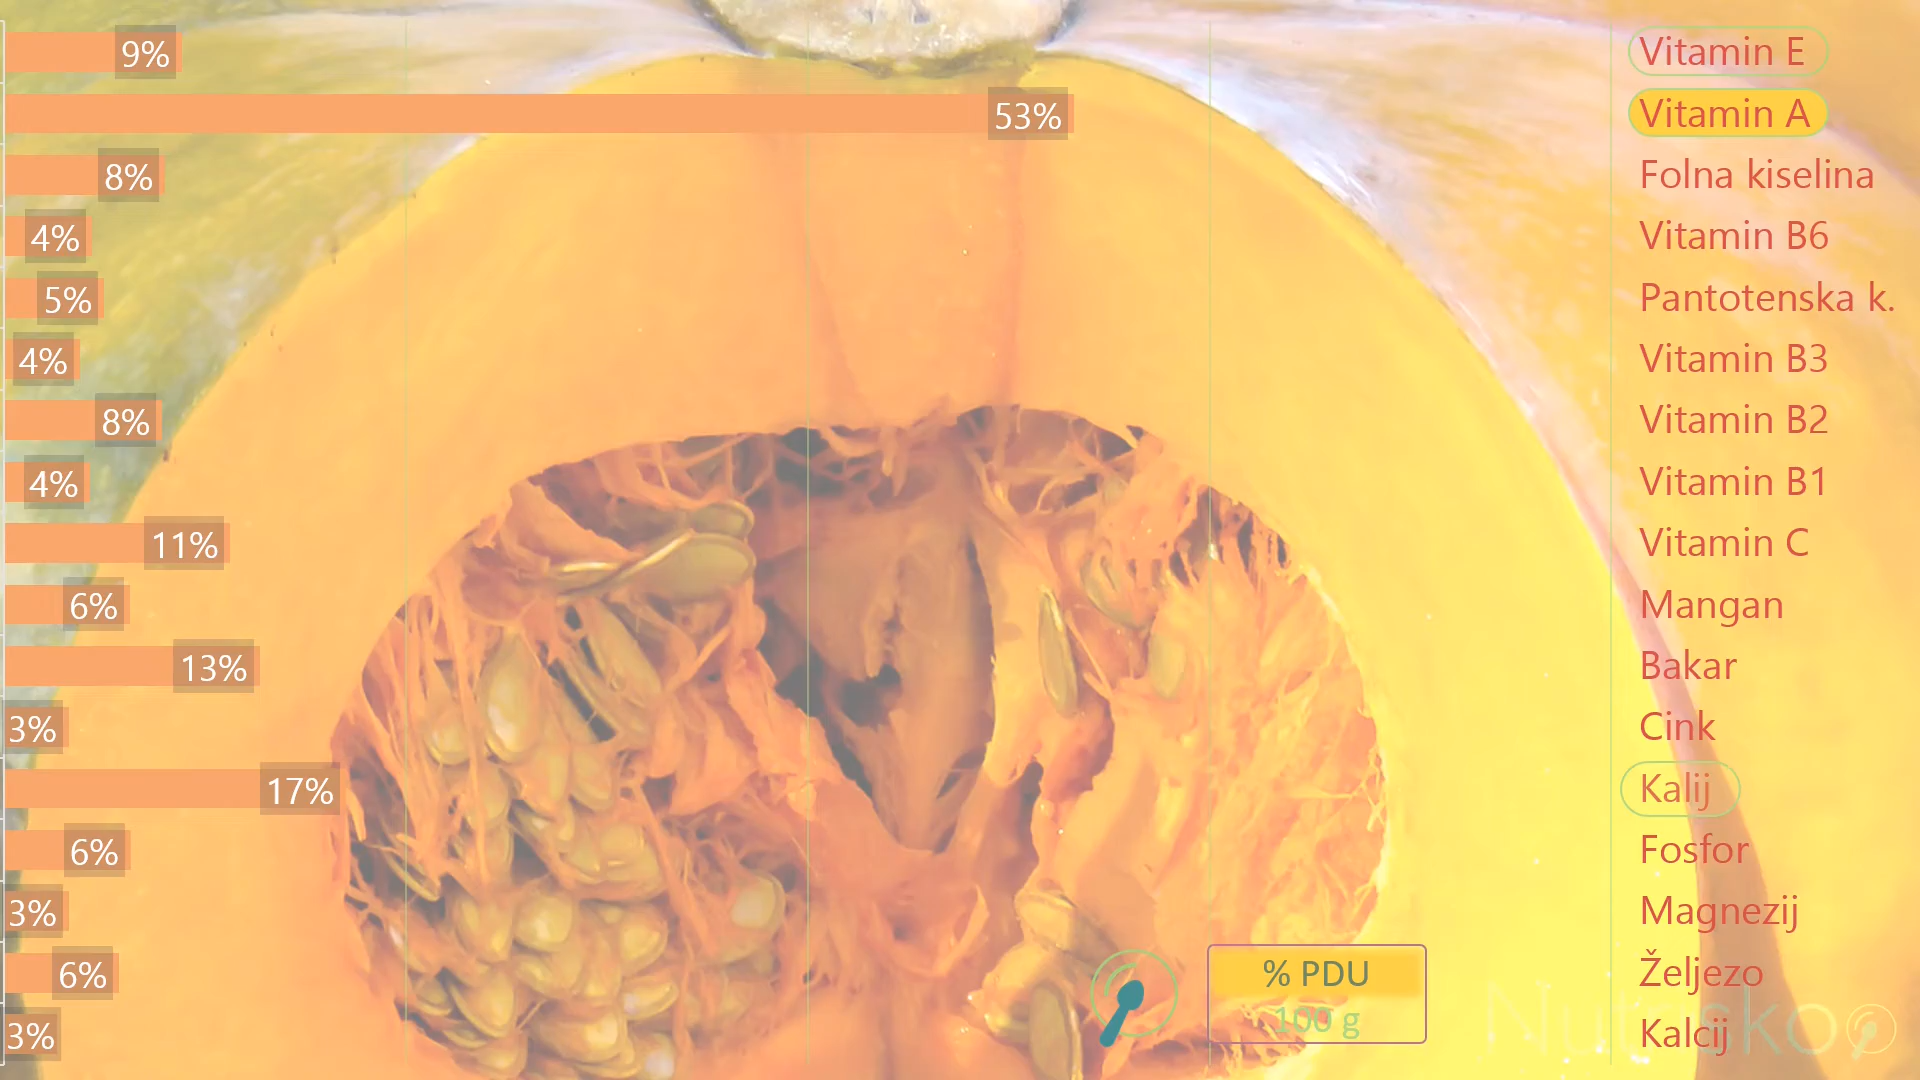 9% Vitamin E
53% Vitamin A
8% Folna kiselina
4% Vitamin B6
5% Pantotenska k.
4% Vitamin B3
8% Vitamin B2
4% Vitamin B1
11% Vitamin C
6% Mangan
13% Bakar
3% Cink
17% Kalij
6% Fosfor
3% Magnezij
6% Željezo
3% Kalcij
% PDU
100 g